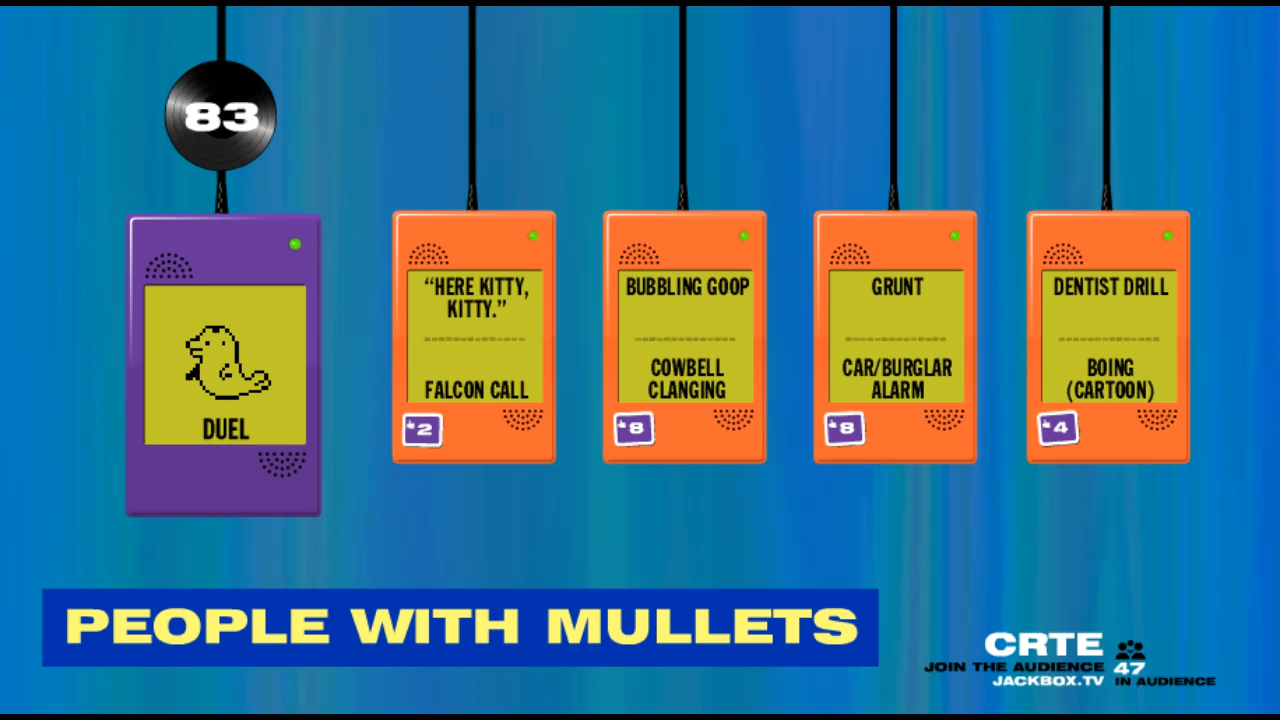 83
DUEL
“HERE KITTY,
KITTY.”
FALCON CALL
2
BUBBLING GOOP
COWBELL
CLANGING
8
GRUNT
CAR/BURGLAR
ALARM
8
DENTIST DRILL
BOING
(CARTOON)
4
PEOPLE WITH MULLETS
CRTE
JOIN THE AUDIENCE 47
JACKBOX.TV IN AUDIENCE